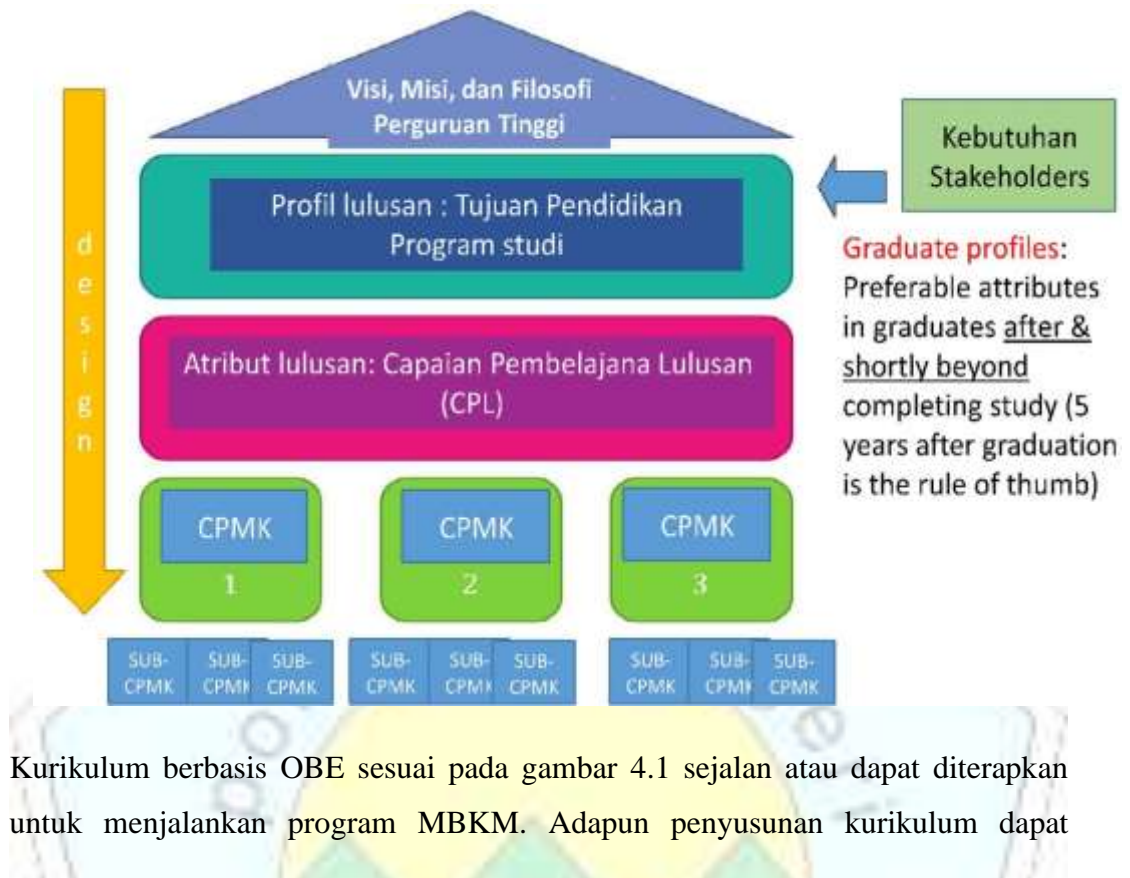 Visi, Misi, dan Filosofi
Perguruan Tinggi
Kebutuhan
Stakeholders
Profil lulusan : Tujuan Pendidikan
Program studi
design
Graduate profiles:
Preferable attributes
in graduates after &
shortly beyond
completing study (5
years after graduation
is the rule of thumb)
Atribut lulusan: Capaian Pembelajana Lulusan
(CPL)
CPMK
1
CPMK
2
CPMK
3
SUB-
CPMK
SUB-
CPMK
SUB-
CPMK
SUB-
CPMK
SUB-
CPMK
SUB-
CPMK
SUB-
CPMK
SUB-
CPMK
SUB-
CPMK
Kurikulum berbasis OBE sesuai pada gambar 4.1 sejalan atau dapat diterapkan
untuk menjalankan program MBKM. Adapun penyusunan kurikulum dapat